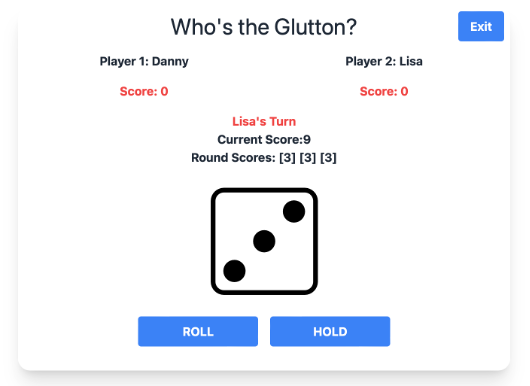 Who's the Glutton?
Exit
Player 1: Danny
Player 2: Lisa
Score: 0
Score: 0
Lisa's Turn
Current Score:9
Round Scores: [3] [3] [3]
ROLL
HOLD